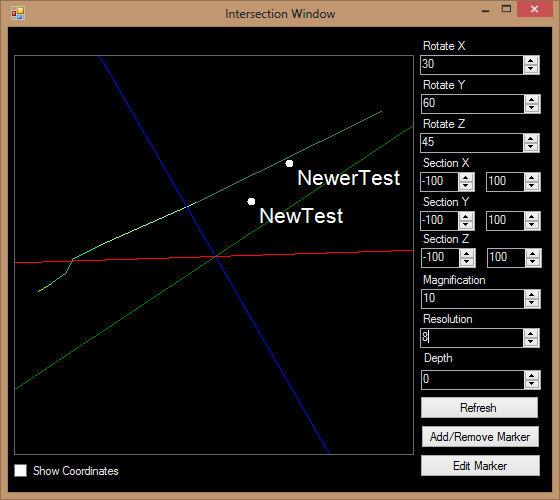 Intersection Window
Rotate X
30
Rotate Y
60
Rotate Z
45
Section X
-100 100
Section Y
-100 100
Section Z
-100 100
Magnification
10
Resolution
8
Depth
0
Refresh
Add/Remove Marker
Edit Marker
NewerTest
NewTest
Show Coordinates